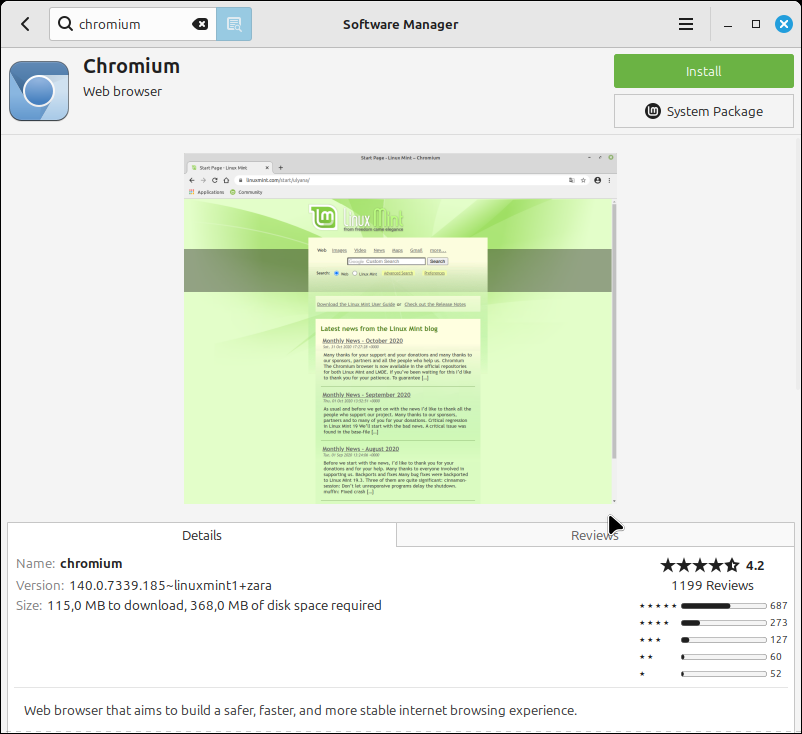 chromium
Software Manager
Chromium
Web browser
Install
System Package
Start Page - Linux Mint - Chromium
Start Page - Linux Mint
linuxmint.com/start/ulyana/
Applications
Community
Linux Mint
from freedom came elegance
Web Images Video News Maps Gmail more...
Google Custom Search
Search
Search: Web Linux Mint Advanced Search Preferences
Download the Linux Mint User Guide or Check out the Release Notes
Latest news from the Linux Mint blog
Monthly News - October 2020
Many thanks for your support and your donations and many thanks to
our sponsors, partners and all the people who help us. Chromium
The Chromium browser is now available in the official repositories
for both Linux Mint and LMDE. If you've been waiting for this I'd like
to thank you for your patience. To guarantee [...]
Monthly News - September 2020
As usual and before we get on with the news I'd like to thank all the
people who support our project. Many thanks to our sponsors,
partners and to many of you for your donations. Critical regression
in Linux Mint 19 We'll start with the bad news. A critical issue was
found in the base-file [...]
Monthly News - August 2020
Before we start with the news, I'd like to thank you for your
donations and for your help. Many thanks to everyone involved in
supporting us. Backports and fixes Many bug fixes were backported
to Linux Mint 19.3. Three of them are quite significant: cinnamon-
session: Don't let unresponsive programs delay the shutdown.
muffin: Fixed crash [...]
Details
Reviews
Name: chromium
Version: 140.0.7339.185~linuxmint1+zara
Size: 115,0 MB to download, 368,0 MB of disk space required
4.2
1199 Reviews
687
273
127
60
52
Web browser that aims to build a safer, faster, and more stable internet browsing experience.